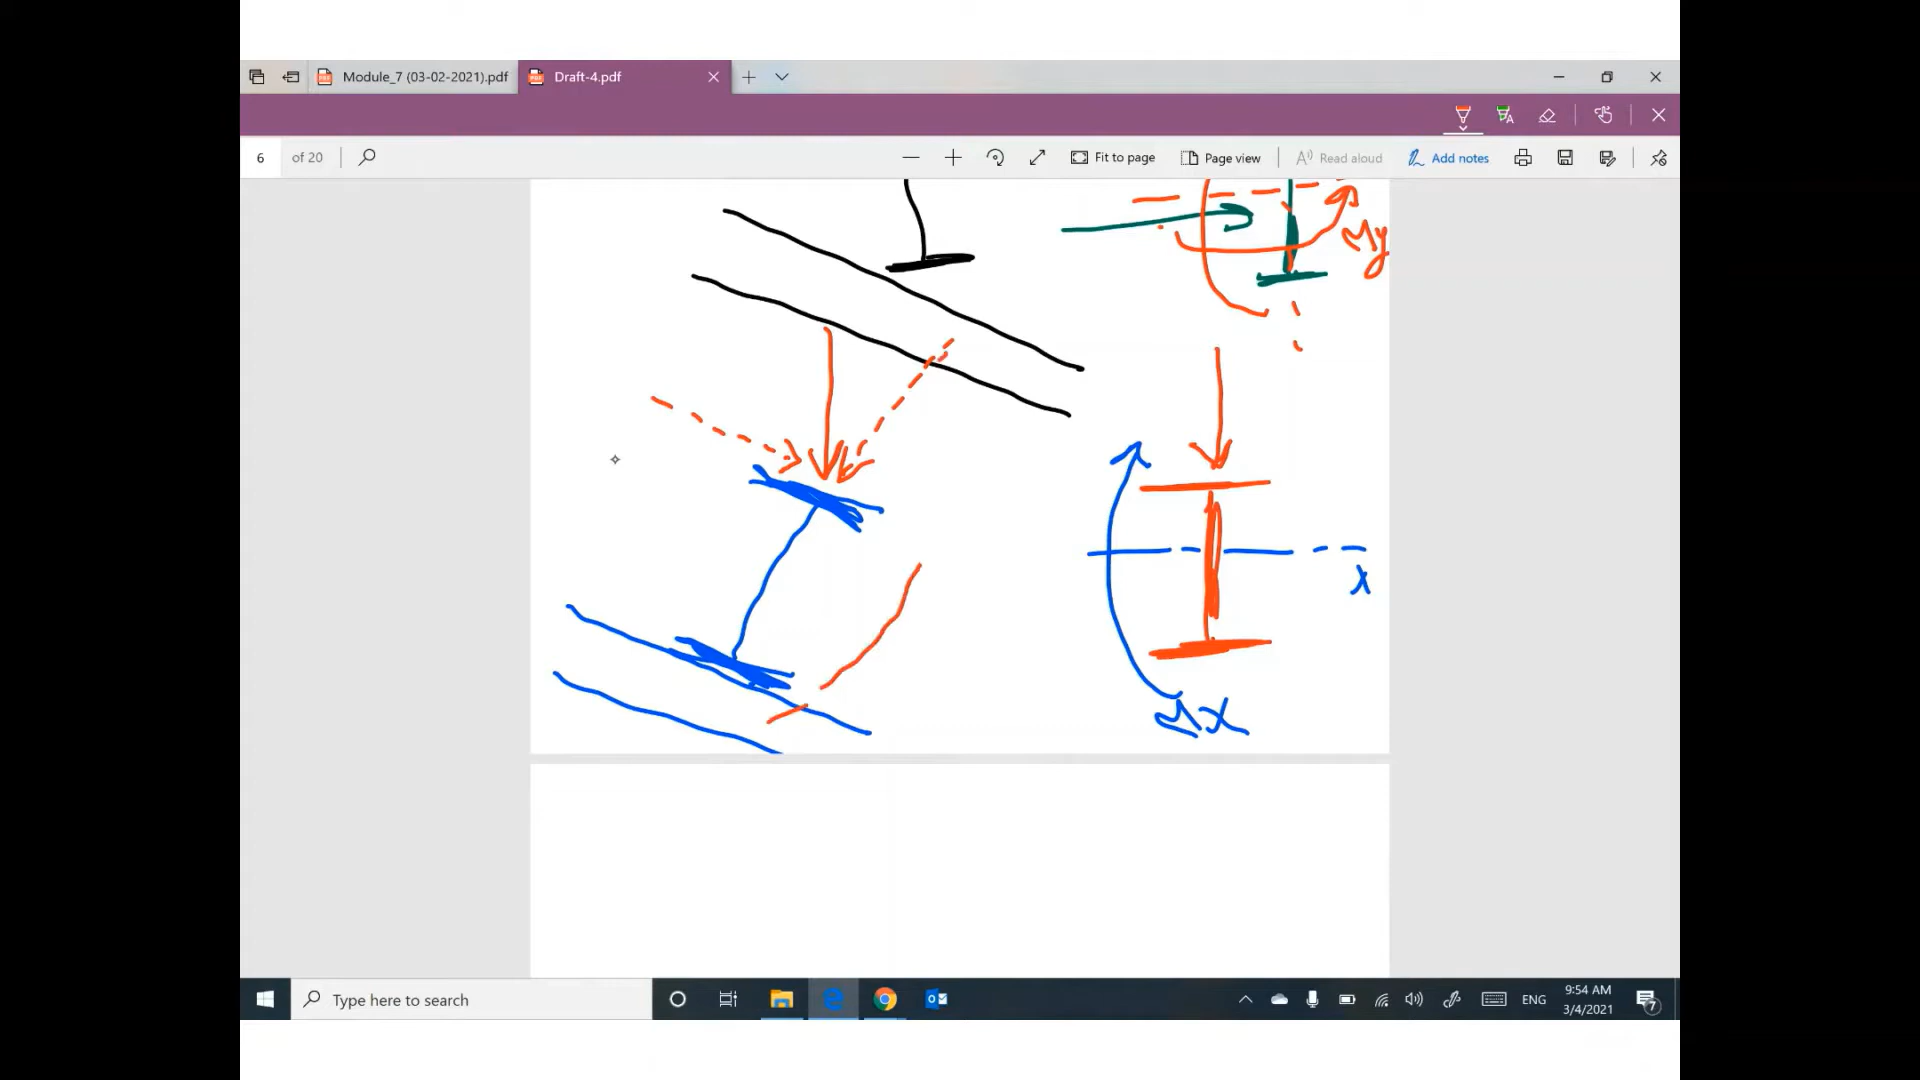 Module_7 (03-02-2021).pdf
Draft-4.pdf
6 of 20
Fit to page
Page view
Read aloud
Add notes
My
x
Mx
Type here to search
ENG
9:54 AM
3/4/2021
7